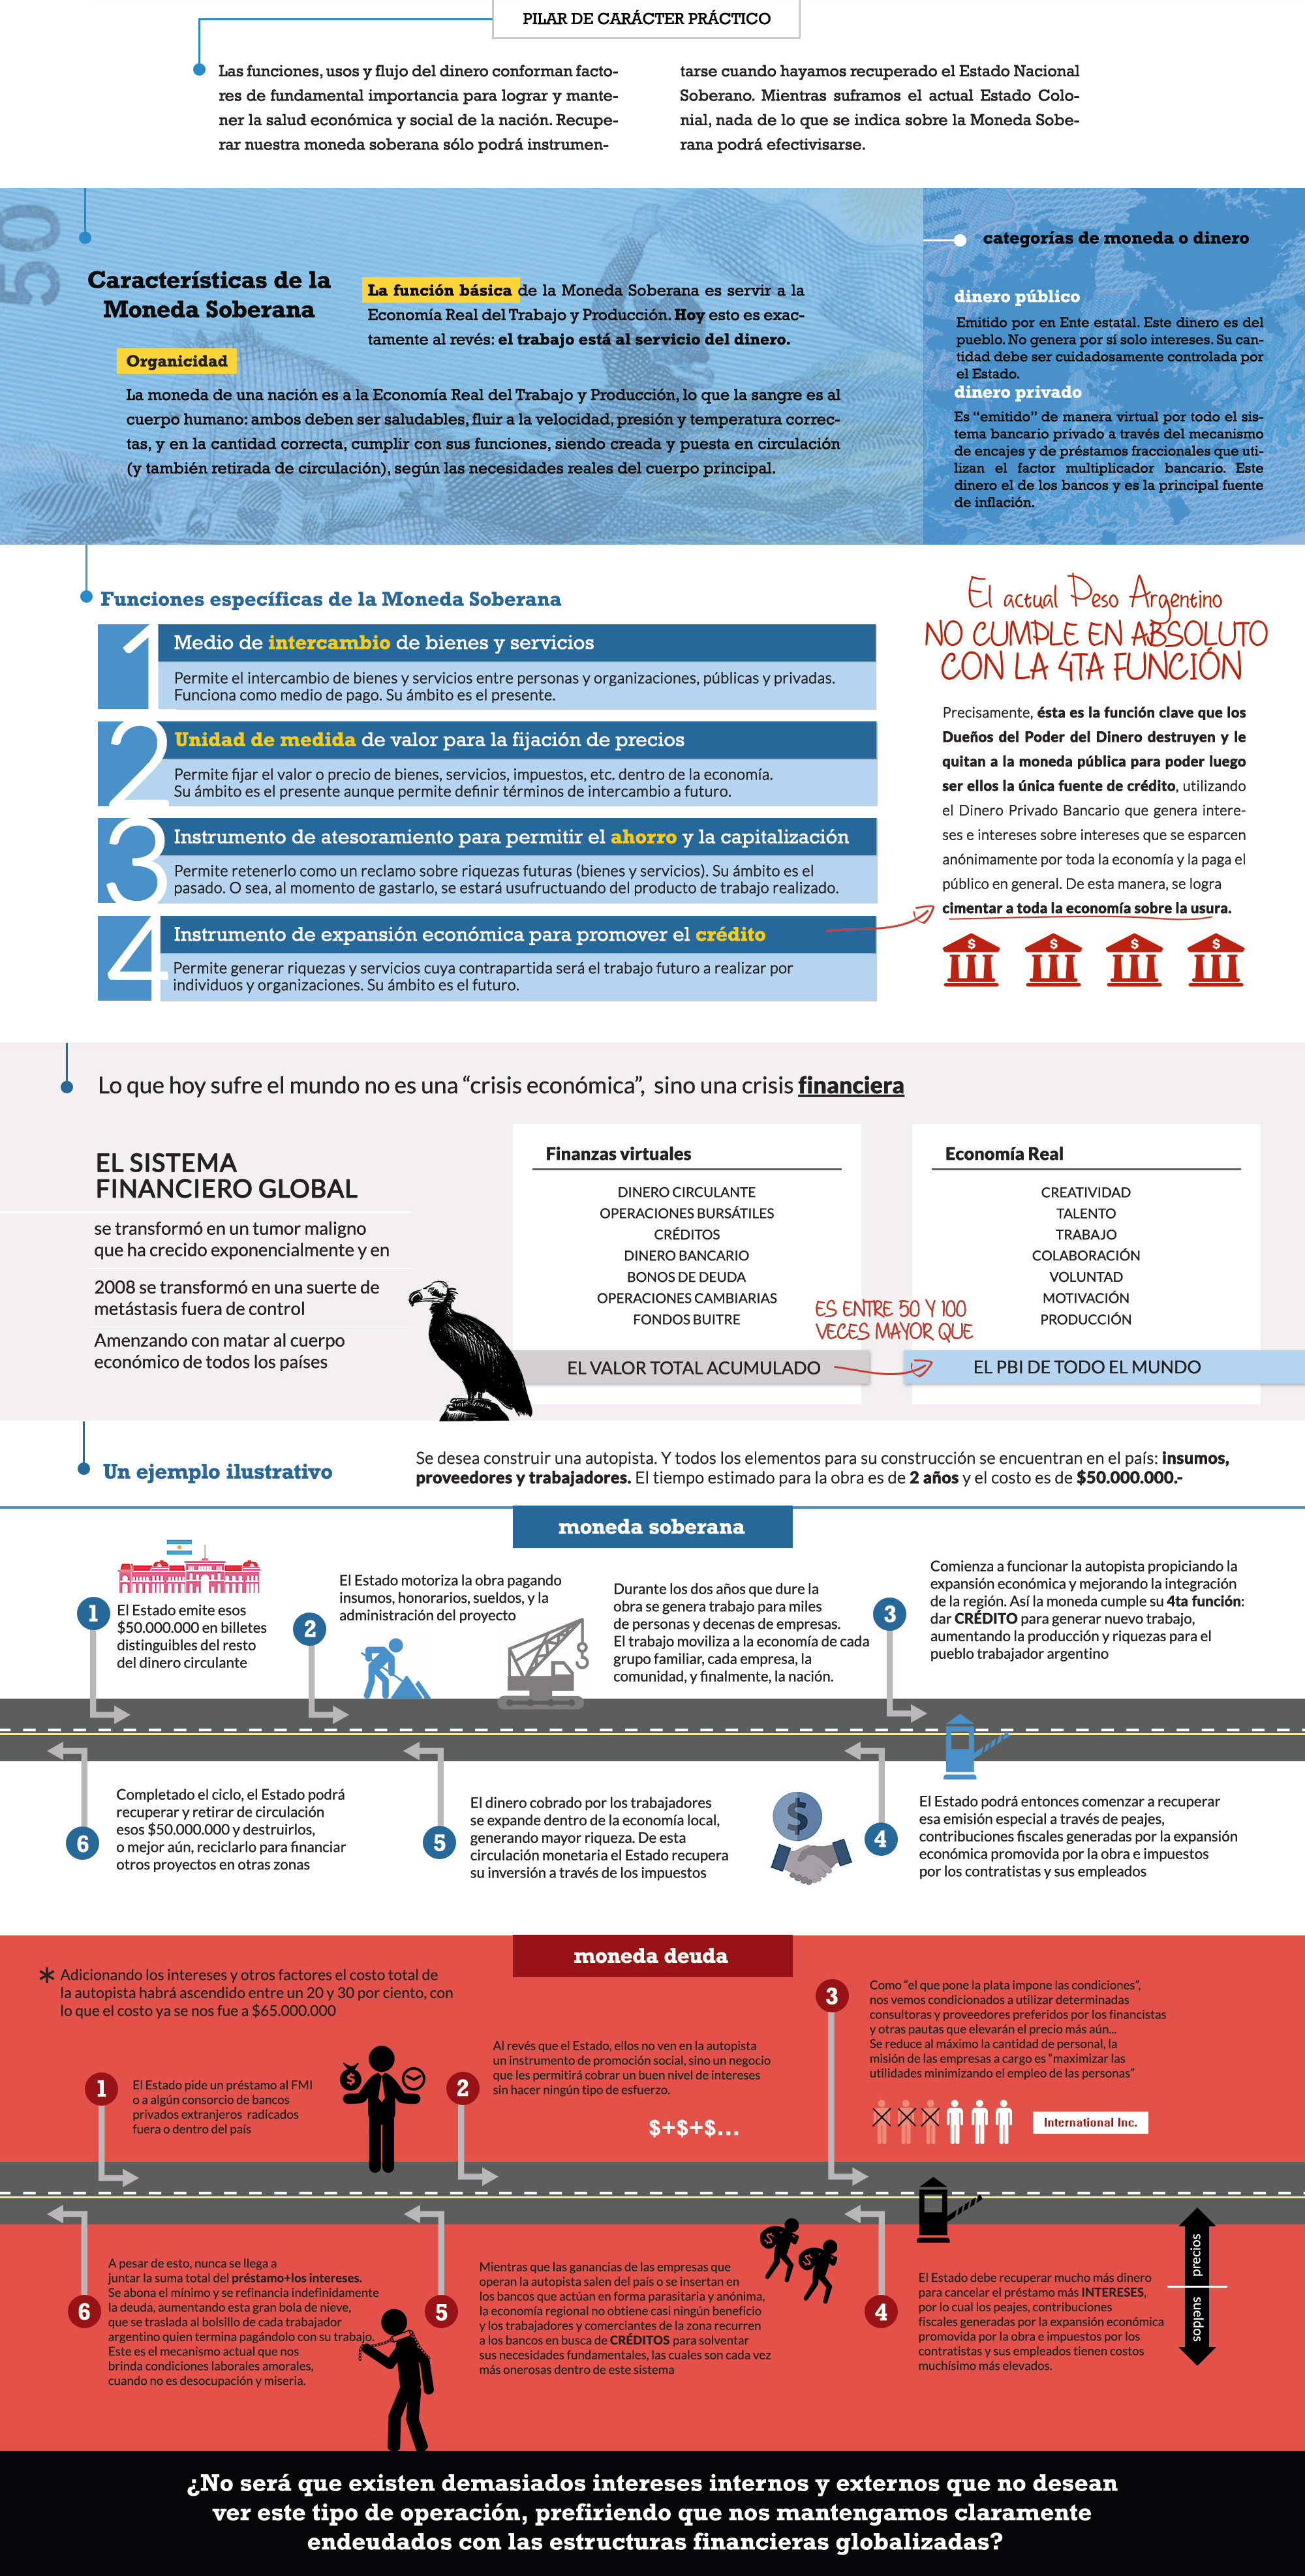 PILAR DE CARÁCTER PRÁCTICO
Las funciones, usos y flujo del dinero conforman facto-
res de fundamental importancia para lograr y mante-
ner la salud económica y social de la nación. Recupe-
rar nuestra moneda soberana sólo podrá instrumen-
tarse cuando hayamos recuperado el Estado Nacional
Soberano. Mientras suframos el actual Estado Colo-
nial, nada de lo que se indica sobre la Moneda Sobe-
rana podrá efectivisarse.
50
Características de la
Moneda Soberana
La función básica de la Moneda Soberana es servir a la
Economía Real del Trabajo y Producción. Hoy esto es exac-
tamente al revés: el trabajo está al servicio del dinero.
Organicidad
La moneda de una nación es a la Economía Real del Trabajo y Producción, lo que la sangre es al
cuerpo humano: ambos deben ser saludables, fluir a la velocidad, presión y temperatura correc-
tas, y en la cantidad correcta, cumplir con sus funciones, siendo creada y puesta en circulación
(y también retirada de circulación), según las necesidades reales del cuerpo principal.
categorías de moneda o dinero
dinero público
Emitido por en Ente estatal. Este dinero es del
pueblo. No genera por sí solo intereses. Su can-
tidad debe ser cuidadosamente controlada por
el Estado.
dinero privado
Es “emitido” de manera virtual por todo el sis-
tema bancario privado a través del mecanismo
de encajes y de préstamos fraccionales que uti-
lizan el factor multiplicador bancario. Este
dinero el de los bancos y es la principal fuente
de inflación.
Funciones específicas de la Moneda Soberana
1 Medio de intercambio de bienes y servicios
Permite el intercambio de bienes y servicios entre personas y organizaciones, públicas y privadas.
Funciona como medio de pago. Su ámbito es el presente.
2 Unidad de medida de valor para la fijación de precios
Permite fijar el valor o precio de bienes, servicios, impuestos, etc. dentro de la economía.
Su ámbito es el presente aunque permite definir términos de intercambio a futuro.
3 Instrumento de atesoramiento para permitir el ahorro y la capitalización
Permite retenerlo como un reclamo sobre riquezas futuras (bienes y servicios). Su ámbito es el
pasado. O sea, al momento de gastarlo, se estará usufructuando del producto de trabajo realizado.
4 Instrumento de expansión económica para promover el crédito
Permite generar riquezas y servicios cuya contrapartida será el trabajo futuro a realizar por
individuos y organizaciones. Su ámbito es el futuro.
El actual Peso Argentino
NO CUMPLE EN ABSOLUTO
CON LA 4TA FUNCIÓN
Precisamente, ésta es la función clave que los
Dueños del Poder del Dinero destruyen y le
quitan a la moneda pública para poder luego
ser ellos la única fuente de crédito, utilizando
el Dinero Privado Bancario que genera intere-
ses e intereses sobre intereses que se esparcen
anónimamente por toda la economía y la paga el
público en general. De esta manera, se logra
cimentar a toda la economía sobre la usura.
$ $ $ $
Lo que hoy sufre el mundo no es una “crisis económica”, sino una crisis financiera
EL SISTEMA
FINANCIERO GLOBAL
se transformó en un tumor maligno
que ha crecido exponencialmente y en
2008 se transformó en una suerte de
metástasis fuera de control
Amenzando con matar al cuerpo
económico de todos los países
Finanzas virtuales
DINERO CIRCULANTE
OPERACIONES BURSÁTILES
CRÉDITOS
DINERO BANCARIO
BONOS DE DEUDA
OPERACIONES CAMBIARIAS
FONDOS BUITRE
EL VALOR TOTAL ACUMULADO
ES ENTRE 50 Y 100
VECES MAYOR QUE
Economía Real
CREATIVIDAD
TALENTO
TRABAJO
COLABORACIÓN
VOLUNTAD
MOTIVACIÓN
PRODUCCIÓN
EL PBI DE TODO EL MUNDO
Un ejemplo ilustrativo
Se desea construir una autopista. Y todos los elementos para su construcción se encuentran en el país: insumos,
proveedores y trabajadores. El tiempo estimado para la obra es de 2 años y el costo es de $50.000.000.-
moneda soberana
1
El Estado emite esos
$50.000.000 en billetes
distinguibles del resto
del dinero circulante
2
El Estado motoriza la obra pagando
insumos, honorarios, sueldos, y la
administración del proyecto
Durante los dos años que dure la
obra se genera trabajo para miles
de personas y decenas de empresas.
El trabajo moviliza a la economía de cada
grupo familiar, cada empresa, la
comunidad, y finalmente, la nación.
3
Comienza a funcionar la autopista propiciando la
expansión económica y mejorando la integración
de la región. Así la moneda cumple su 4ta función:
dar CRÉDITO para generar nuevo trabajo,
aumentando la producción y riquezas para el
pueblo trabajador argentino
6
Completado el ciclo, el Estado podrá
recuperar y retirar de circulación
esos $50.000.000 y destruirlos,
o mejor aún, reciclarlo para financiar
otros proyectos en otras zonas
5
El dinero cobrado por los trabajadores
se expande dentro de la economía local,
generando mayor riqueza. De esta
circulación monetaria el Estado recupera
su inversión a través de los impuestos
$
4
El Estado podrá entonces comenzar a recuperar
esa emisión especial a través de peajes,
contribuciones fiscales generadas por la expansión
económica promovida por la obra e impuestos
por los contratistas y sus empleados
moneda deuda
* Adicionando los intereses y otros factores el costo total de
la autopista habrá ascendido entre un 20 y 30 por ciento, con
lo que el costo ya se nos fue a $65.000.000
1
El Estado pide un préstamo al FMI
o a algún consorcio de bancos
privados extranjeros radicados
fuera o dentro del país
$
2
Al revés que el Estado, ellos no ven en la autopista
un instrumento de promoción social, sino un negocio
que les permitirá cobrar un buen nivel de intereses
sin hacer ningún tipo de esfuerzo.
$+$+$...
3
Como “el que pone la plata impone las condiciones”,
nos vemos condicionados a utilizar determinadas
consultoras y proveedores preferidos por los financistas
y otras pautas que elevarán el precio más aún...
Se reduce al máximo la cantidad de personal, la
misión de las empresas a cargo es “maximizar las
utilidades minimizando el empleo de las personas”
International Inc.
6
A pesar de esto, nunca se llega a
juntar la suma total del préstamo+los intereses.
Se abona el mínimo y se refinancia indefinidamente
la deuda, aumentando esta gran bola de nieve,
que se traslada al bolsillo de cada trabajador
argentino quien termina pagándolo con su trabajo.
Este es el mecanismo actual que nos
brinda condiciones laborales amorales,
cuando no es desocupación y miseria.
5
Mientras que las ganancias de las empresas que
operan la autopista salen del país o se insertan en
los bancos que actúan en forma parasitaria y anónima,
la economía regional no obtiene casi ningún beneficio
y los trabajadores y comerciantes de la zona recurren
a los bancos en busca de CRÉDITOS para solventar
sus necesidades fundamentales, las cuales son cada vez
más onerosas dentro de este sistema
$ $
4
El Estado debe recuperar mucho más dinero
para cancelar el préstamo más INTERESES,
por lo cual los peajes, contribuciones
fiscales generadas por la expansión económica
promovida por la obra e impuestos por los
contratistas y sus empleados tienen costos
muchísimo más elevados.
precios
sueldos
¿No será que existen demasiados intereses internos y externos que no desean
ver este tipo de operación, prefiriendo que nos mantengamos claramente
endeudados con las estructuras financieras globalizadas?